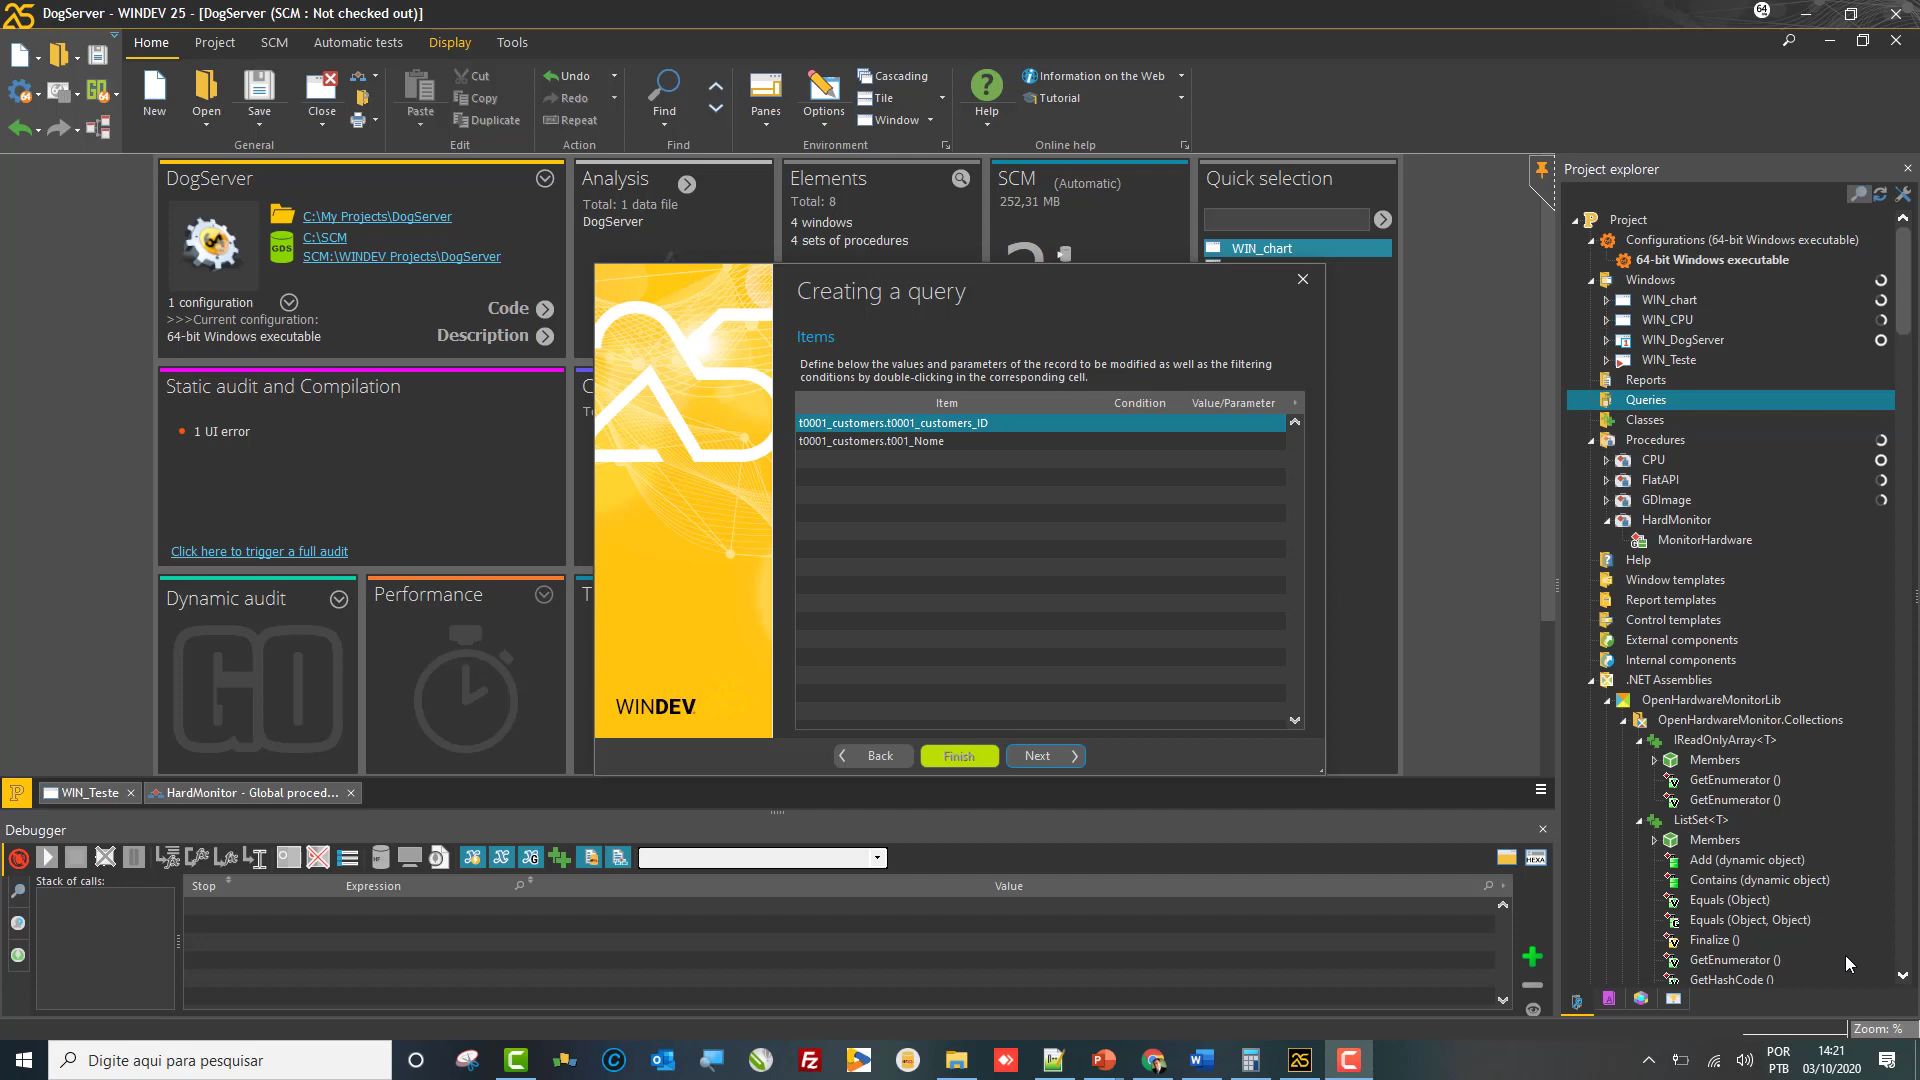 DogServer - WINDEV 25 - [DogServer (SCM : Not checked out)]
64
Home
Project
SCM
Automatic tests
Display
Tools
New
Open
Save
Close
Paste
Cut
Copy
Duplicate
Undo
Redo
Repeat
Find
Panes
Options
Cascading
Tile
Window
Help
Information on the Web
Tutorial
General
Edit
Action
Find
Environment
Online help
DogServer
C:\My Projects\DogServer
C:\SCM
SCM:\WINDEV Projects\DogServer
GDS
1 configuration
>>>Current configuration:
64-bit Windows executable
Code
Description
Analysis
Total: 1 data file
DogServer
Elements
Total: 8
4 windows
4 sets of procedures
SCM (Automatic)
252,31 MB
Quick selection
WIN_chart
Static audit and Compilation
1 UI error
Click here to trigger a full audit
Dynamic audit
GO
Performance
Creating a query
Items
Define below the values and parameters of the record to be modified as well as the filtering
conditions by double-clicking in the corresponding cell.
Item
Condition
Value/Parameter
t0001_customers.t0001_customers_ID
t0001_customers.t001_Nome
WINDEV
Back
Finish
Next
WIN_Teste
HardMonitor - Global proced...
Debugger
HEXA
Stack of calls:
Stop
Expression
Value
Project explorer
Project
Configurations (64-bit Windows executable)
64-bit Windows executable
Windows
WIN_chart
WIN_CPU
WIN_DogServer
WIN_Teste
Reports
Queries
Classes
Procedures
CPU
FlatAPI
GDImage
HardMonitor
MonitorHardware
Help
Window templates
Report templates
Control templates
External components
Internal components
.NET Assemblies
OpenHardwareMonitorLib
OpenHardwareMonitor.Collections
IReadOnlyArray<T>
Members
GetEnumerator ()
GetEnumerator ()
ListSet<T>
Members
Add (dynamic object)
Contains (dynamic object)
Equals (Object)
Equals (Object, Object)
Finalize ()
GetEnumerator ()
GetHashCode ()
Zoom: %
Digite aqui para pesquisar
POR
PTB
14:21
03/10/2020